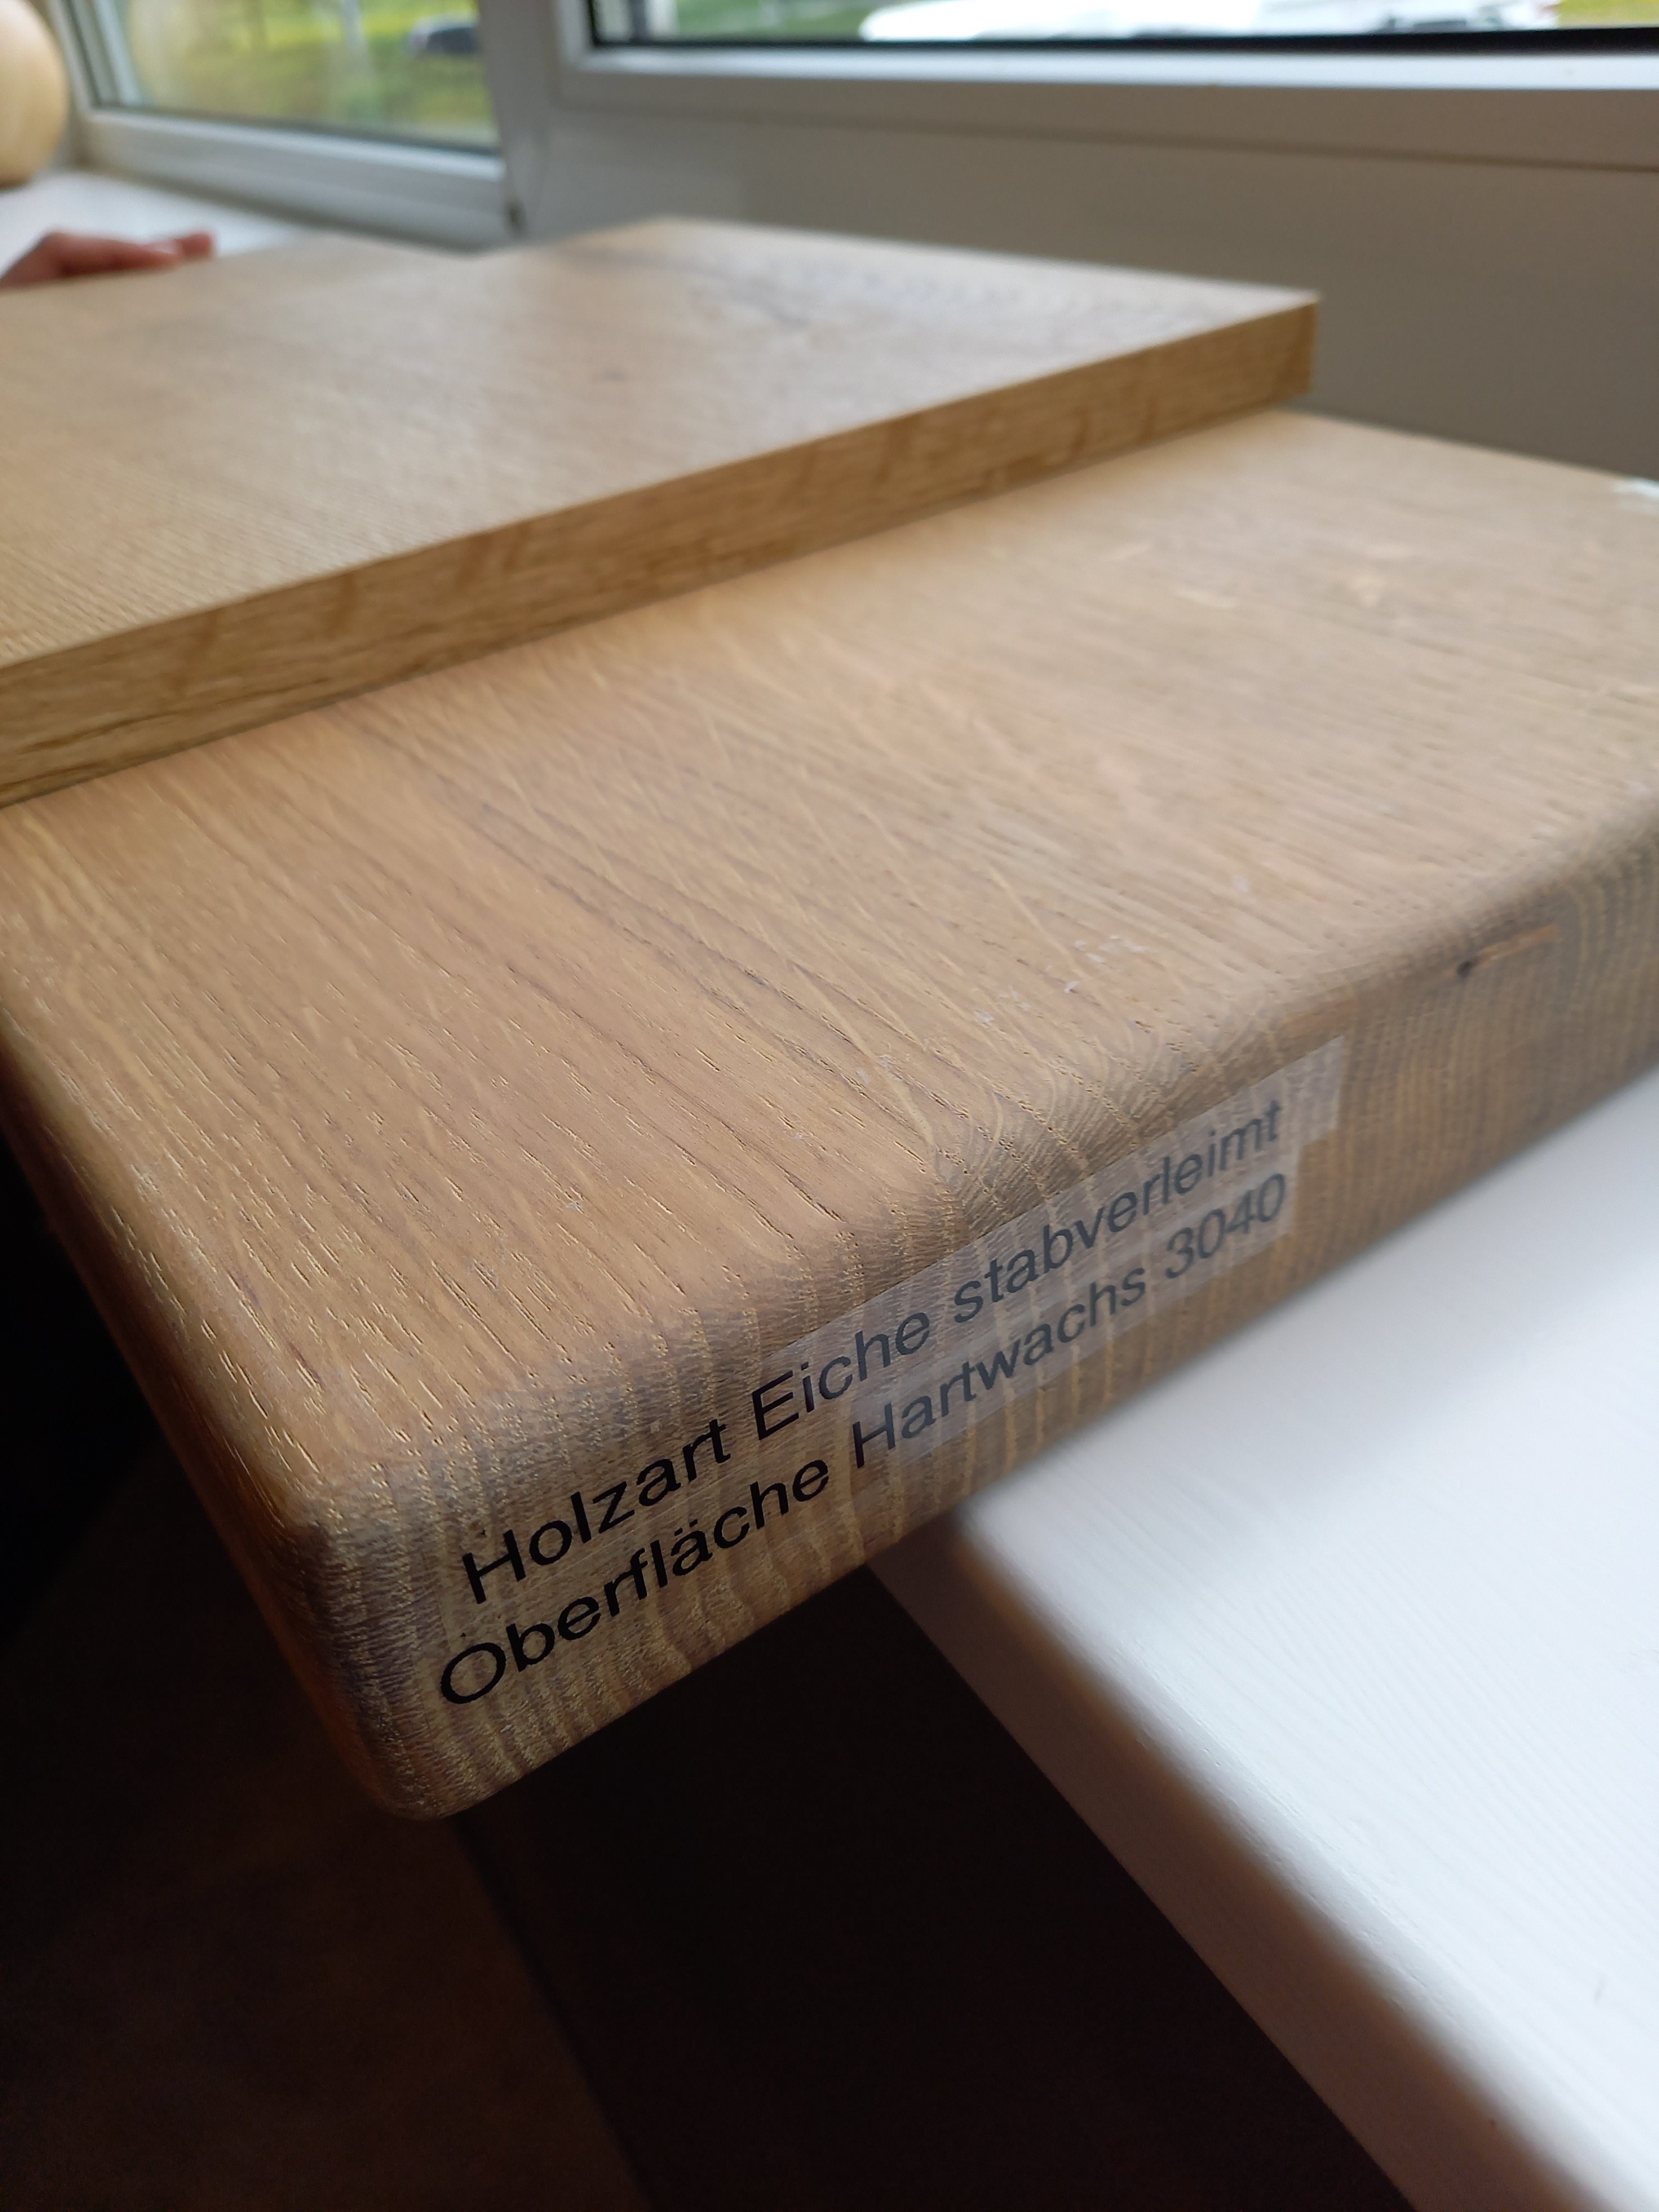 Holzart Eiche stabverleimt
Oberfläche Hartwachs 3040